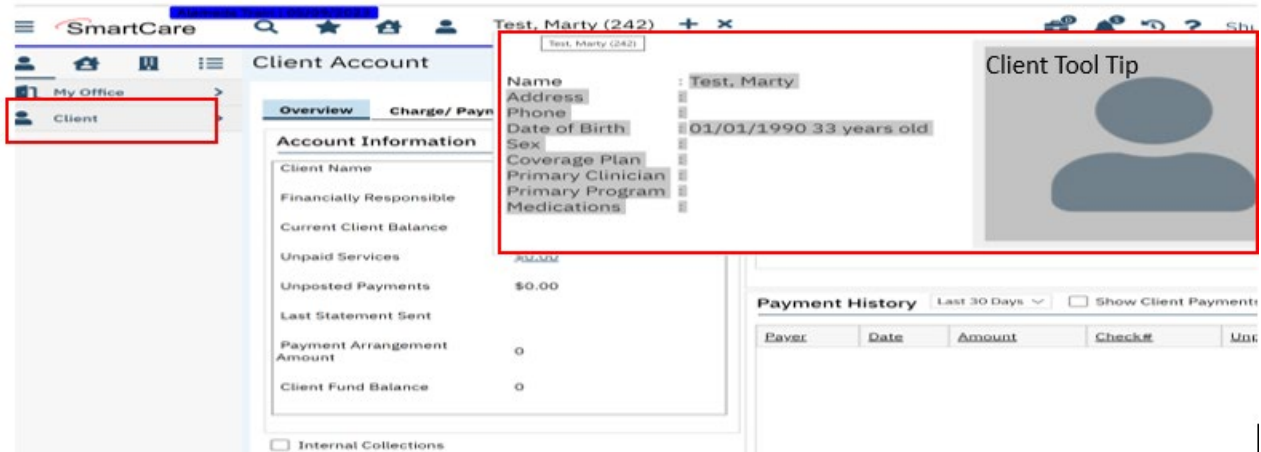 SmartCare
Test, Marty (242)
Test, Marty (242)
Client Tool Tip
My Office
Client
Client Account
Overview
Name : Test, Marty
Address :
Phone :
Date of Birth : 01/01/1990 33 years old
Sex :
Coverage Plan :
Primary Clinician :
Primary Program :
Medications :
Charge/ Payn
Account Information
Client Name
Financially Responsible
Current Client Balance
Unpaid Services $0.00
Unposted Payments $0.00
Last Statement Sent
Payment Arrangement
Amount 0
Client Fund Balance 0
Internal Collections
Payment History Last 30 Days Show Client Payments
Payer Date Amount Check#